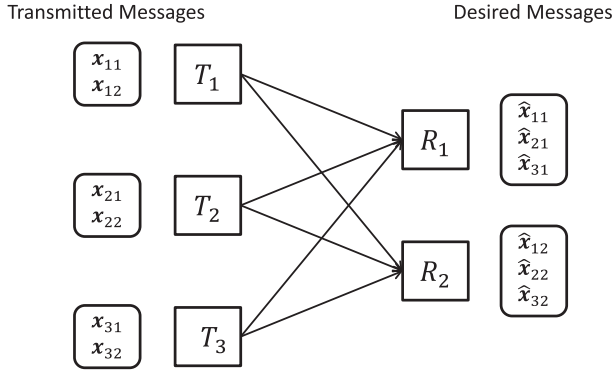 Transmitted Messages
Desired Messages
x₁₁
x₁₂
T₁
x̂₁₁
x̂₂₁
x̂₃₁
R₁
x₂₁
x₂₂
T₂
x̂₁₂
x̂₂₂
x̂₃₂
R₂
x₃₁
x₃₂
T₃